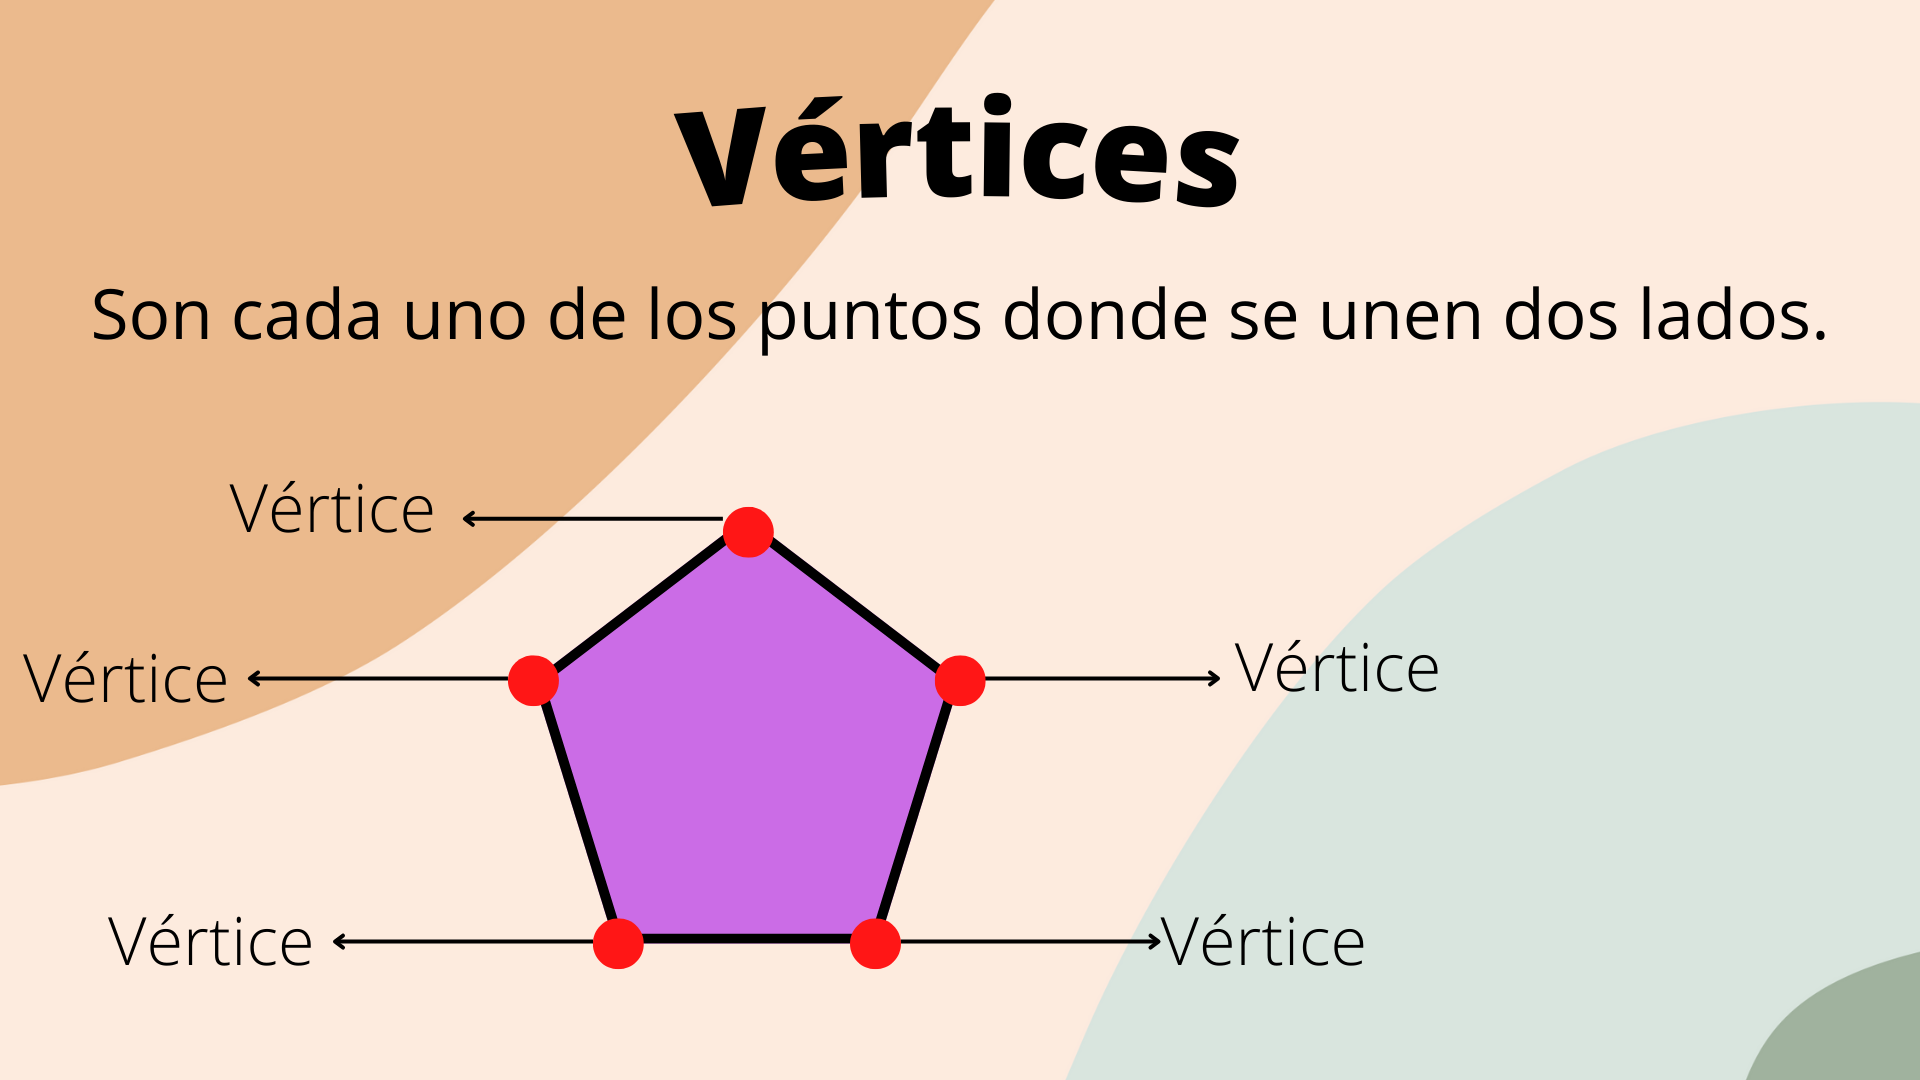 Vértices
Son cada uno de los puntos donde se unen dos lados.
Vértice
Vértice
Vértice
Vértice
Vértice